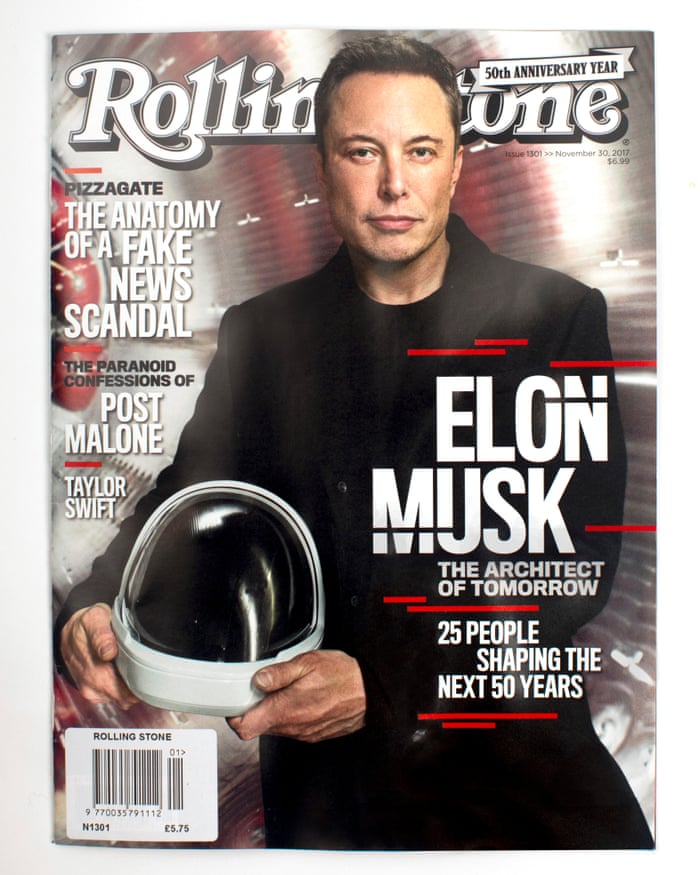 Rolling Stone
50th ANNIVERSARY YEAR
®
Issue 1301 >> November 30, 2017
$6.99
PIZZAGATE
THE ANATOMY
OF A FAKE
NEWS
SCANDAL
THE PARANOID
CONFESSIONS OF
POST
MALONE
TAYLOR
SWIFT
ELON
MUSK
THE ARCHITECT
OF TOMORROW
25 PEOPLE
SHAPING THE
NEXT 50 YEARS
ROLLING STONE
01>
9 770035 791112
N1301 £5.75